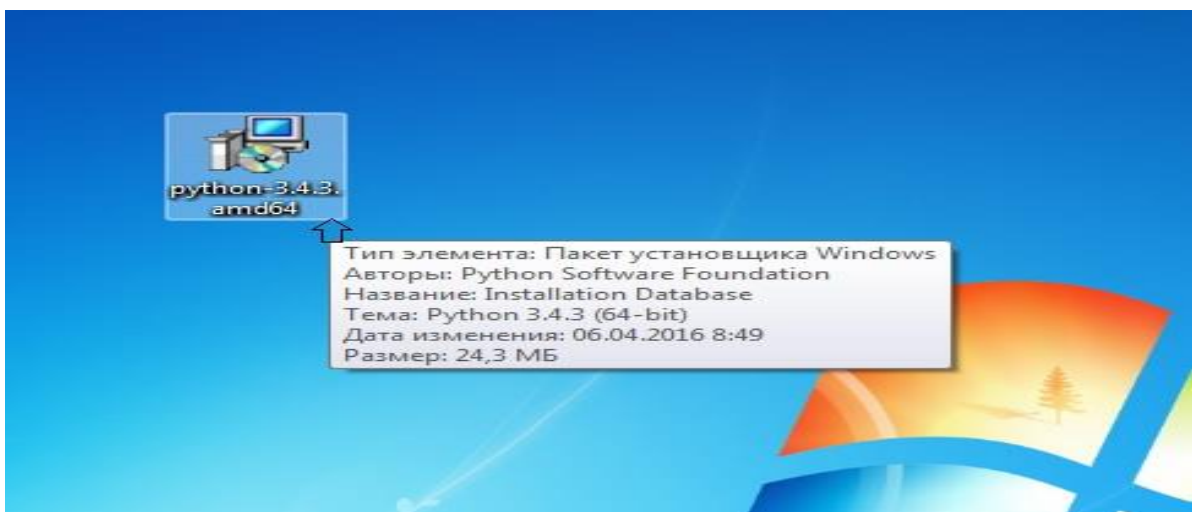 python-3.4.3.
amd64
Тип элемента: Пакет установщика Windows
Авторы: Python Software Foundation
Название: Installation Database
Тема: Python 3.4.3 (64-bit)
Дата изменения: 06.04.2016 8:49
Размер: 24,3 МБ